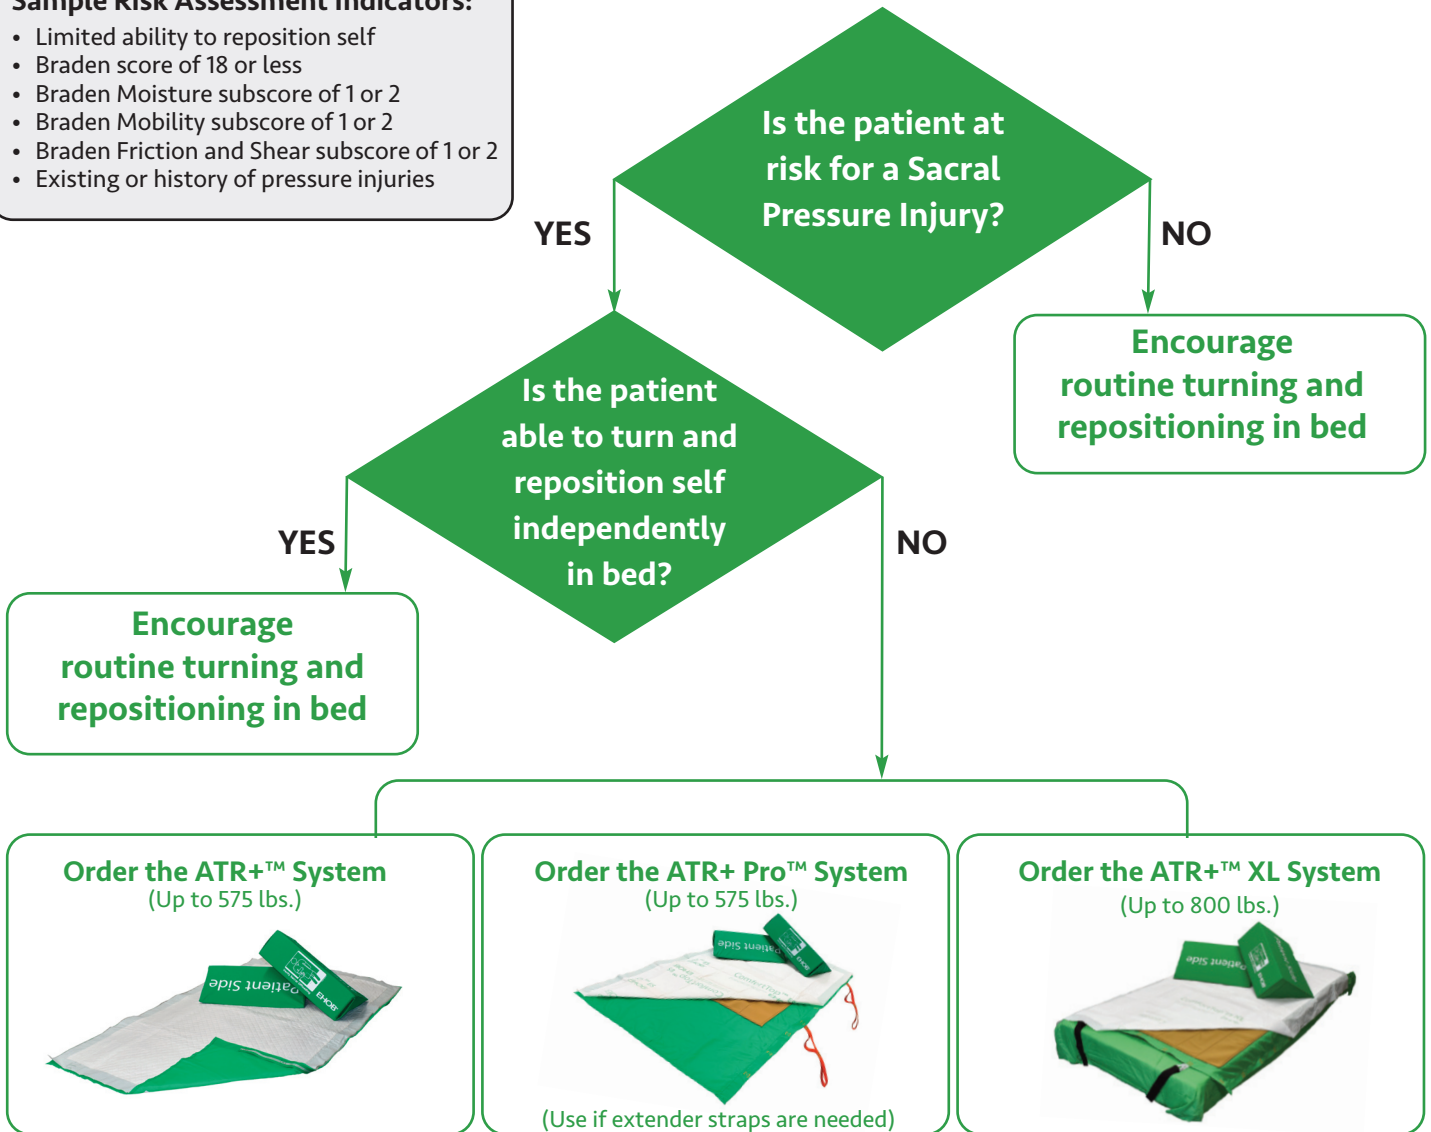 Sample Risk Assessment Indicators:
• Limited ability to reposition self
• Braden score of 18 or less
• Braden Moisture subscore of 1 or 2
• Braden Mobility subscore of 1 or 2
• Braden Friction and Shear subscore of 1 or 2
• Existing or history of pressure injuries
Is the patient at
risk for a Sacral
Pressure Injury?
YES
NO
Encourage
routine turning and
repositioning in bed
Is the patient
able to turn and
reposition self
independently
in bed?
YES
NO
Encourage
routine turning and
repositioning in bed
Order the ATR+™ System
(Up to 575 lbs.)
Patient Side
EHOB
Order the ATR+ Pro™ System
(Up to 575 lbs.)
Patient Side
(Use if extender straps are needed)
Order the ATR+™ XL System
(Up to 800 lbs.)
Patient Side